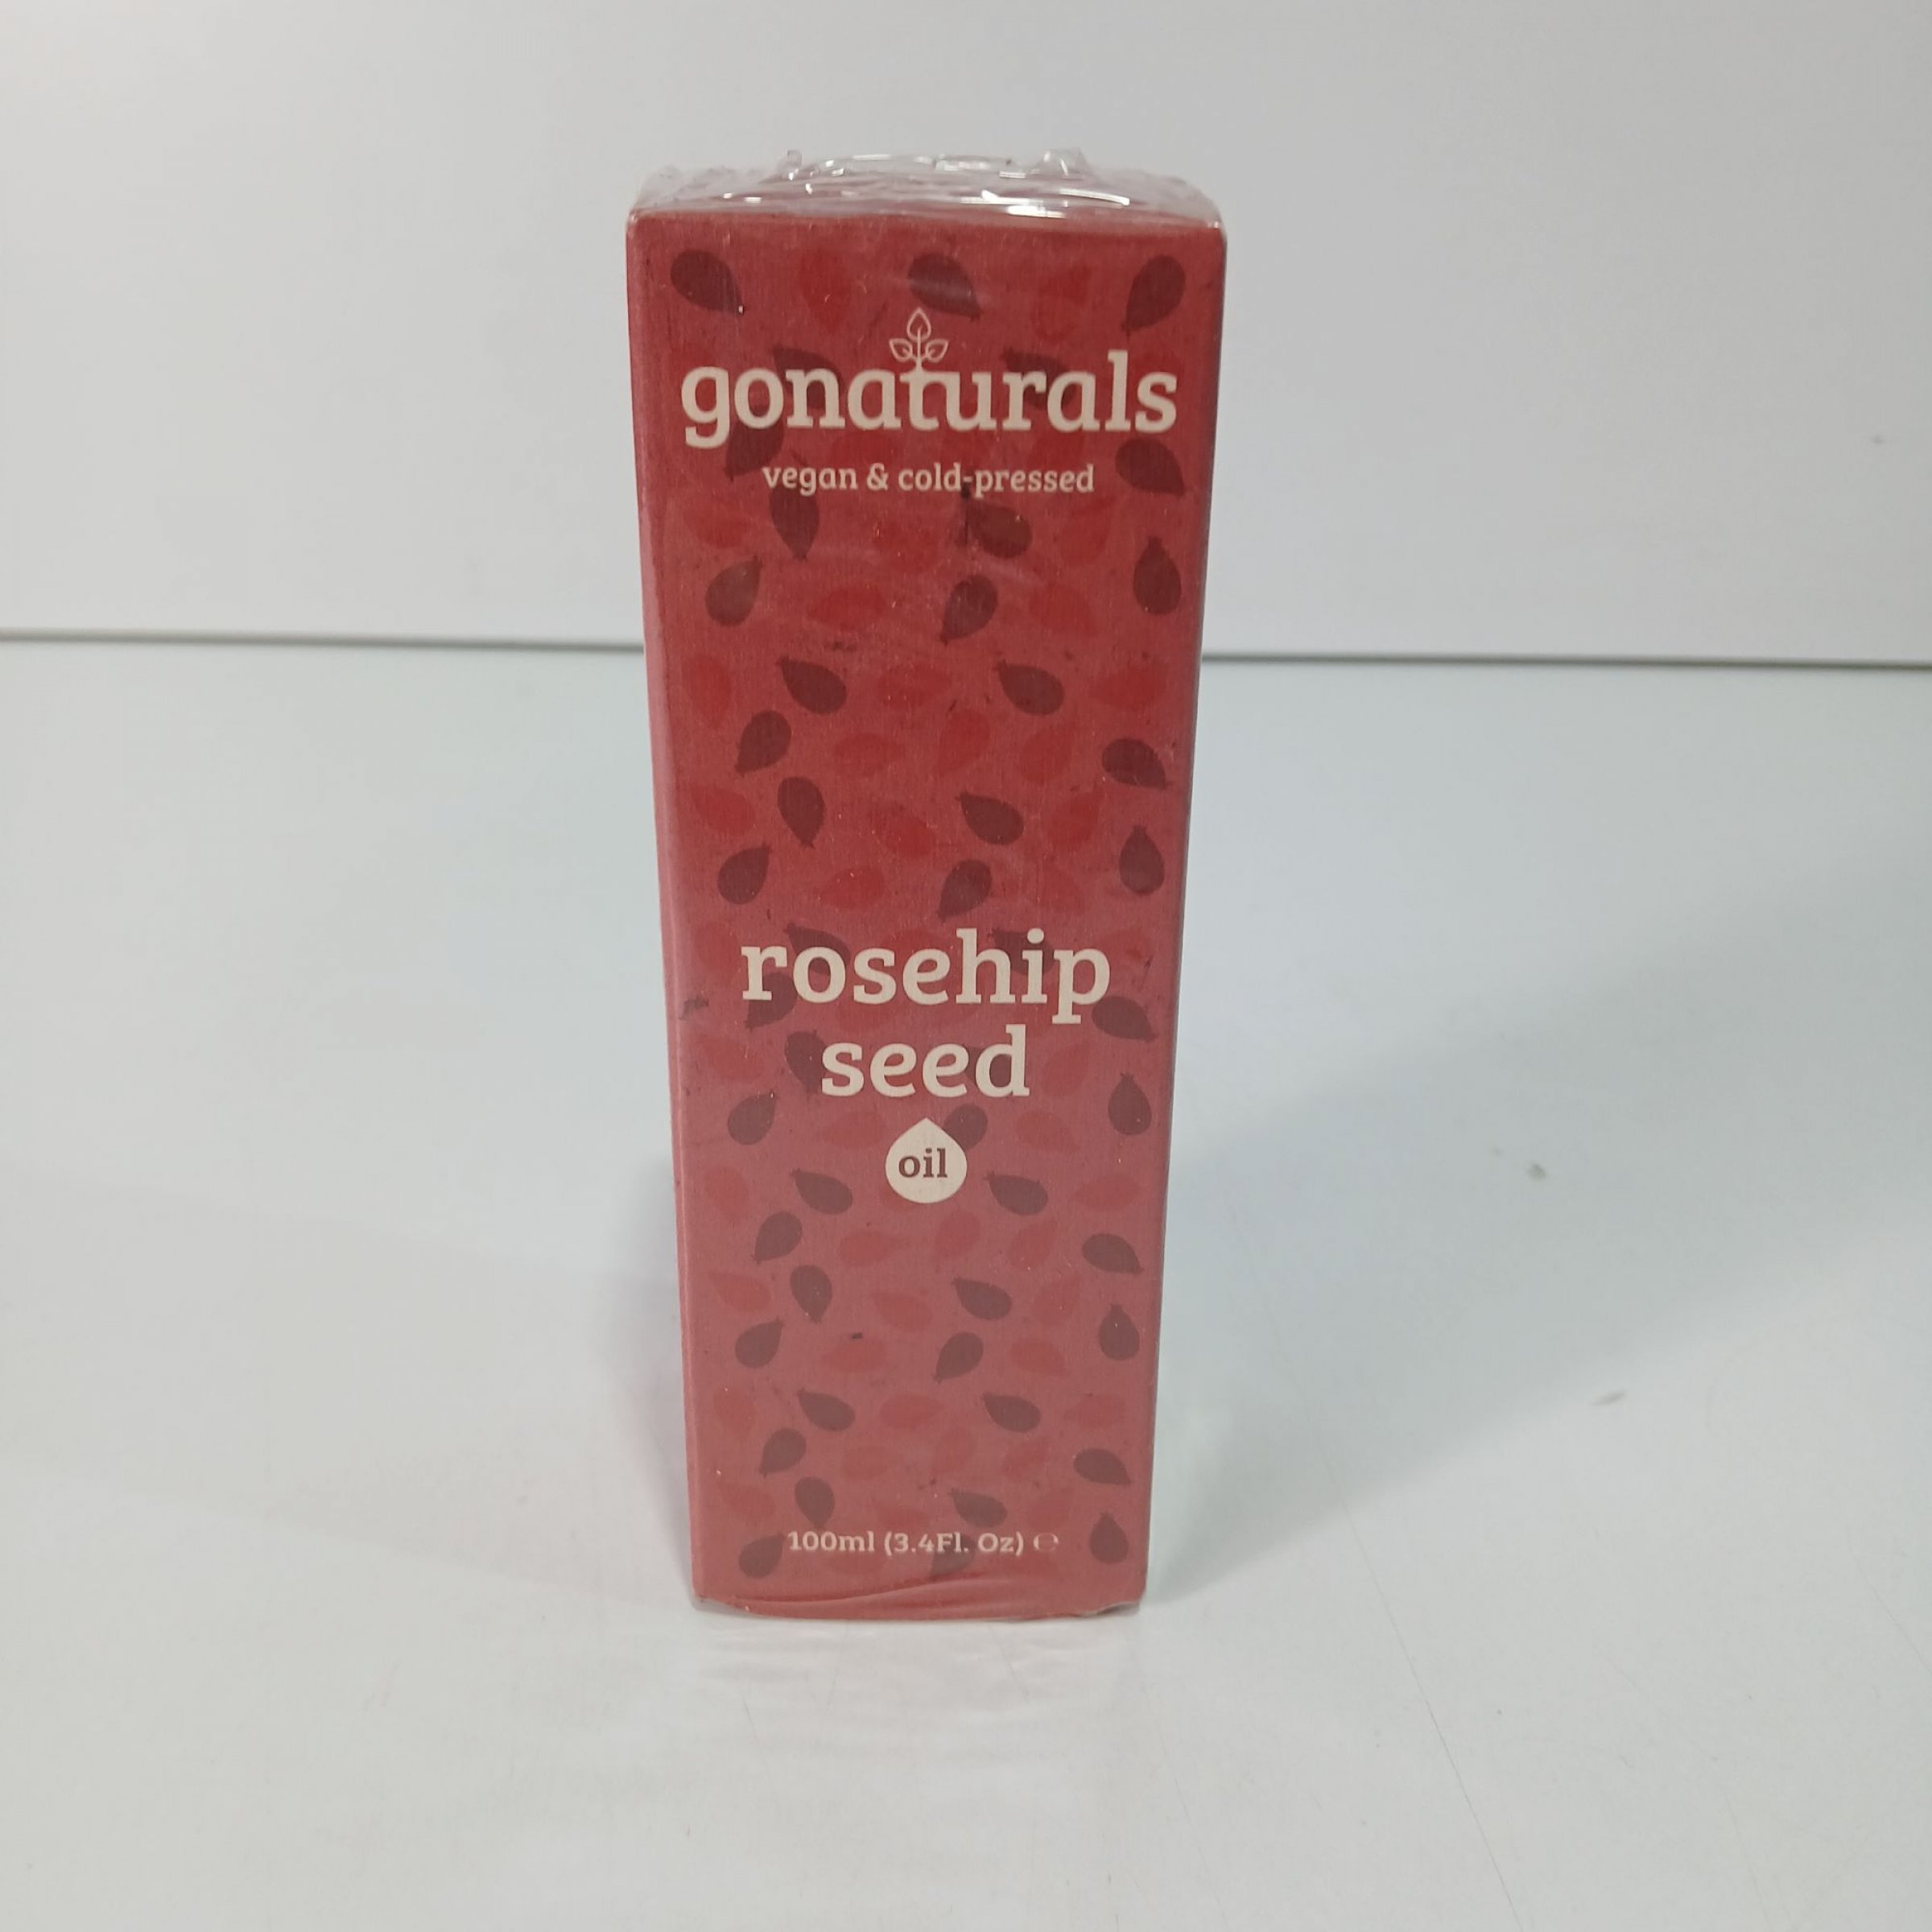 gonaturals
vegan & cold-pressed
rosehip
seed
oil
100ml (3.4Fl. Oz) ℮